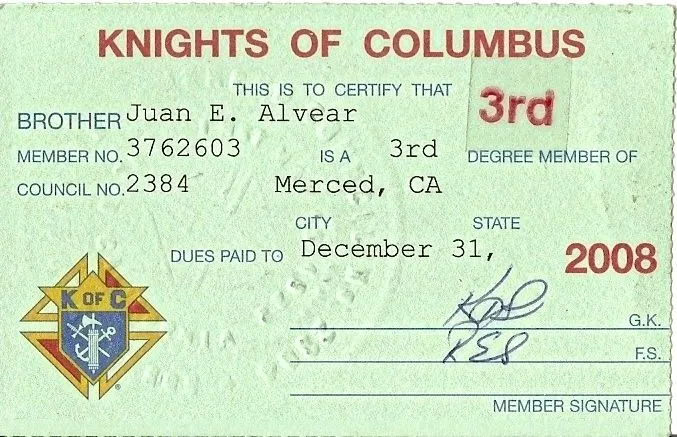 KNIGHTS OF COLUMBUS
THIS IS TO CERTIFY THAT
3rd
BROTHER Juan E. Alvear
MEMBER NO. 3762603 IS A 3rd DEGREE MEMBER OF
COUNCIL NO. 2384 Merced, CA
CITY STATE
DUES PAID TO December 31, 2008
K OF C
G.K.
F.S.
MEMBER SIGNATURE